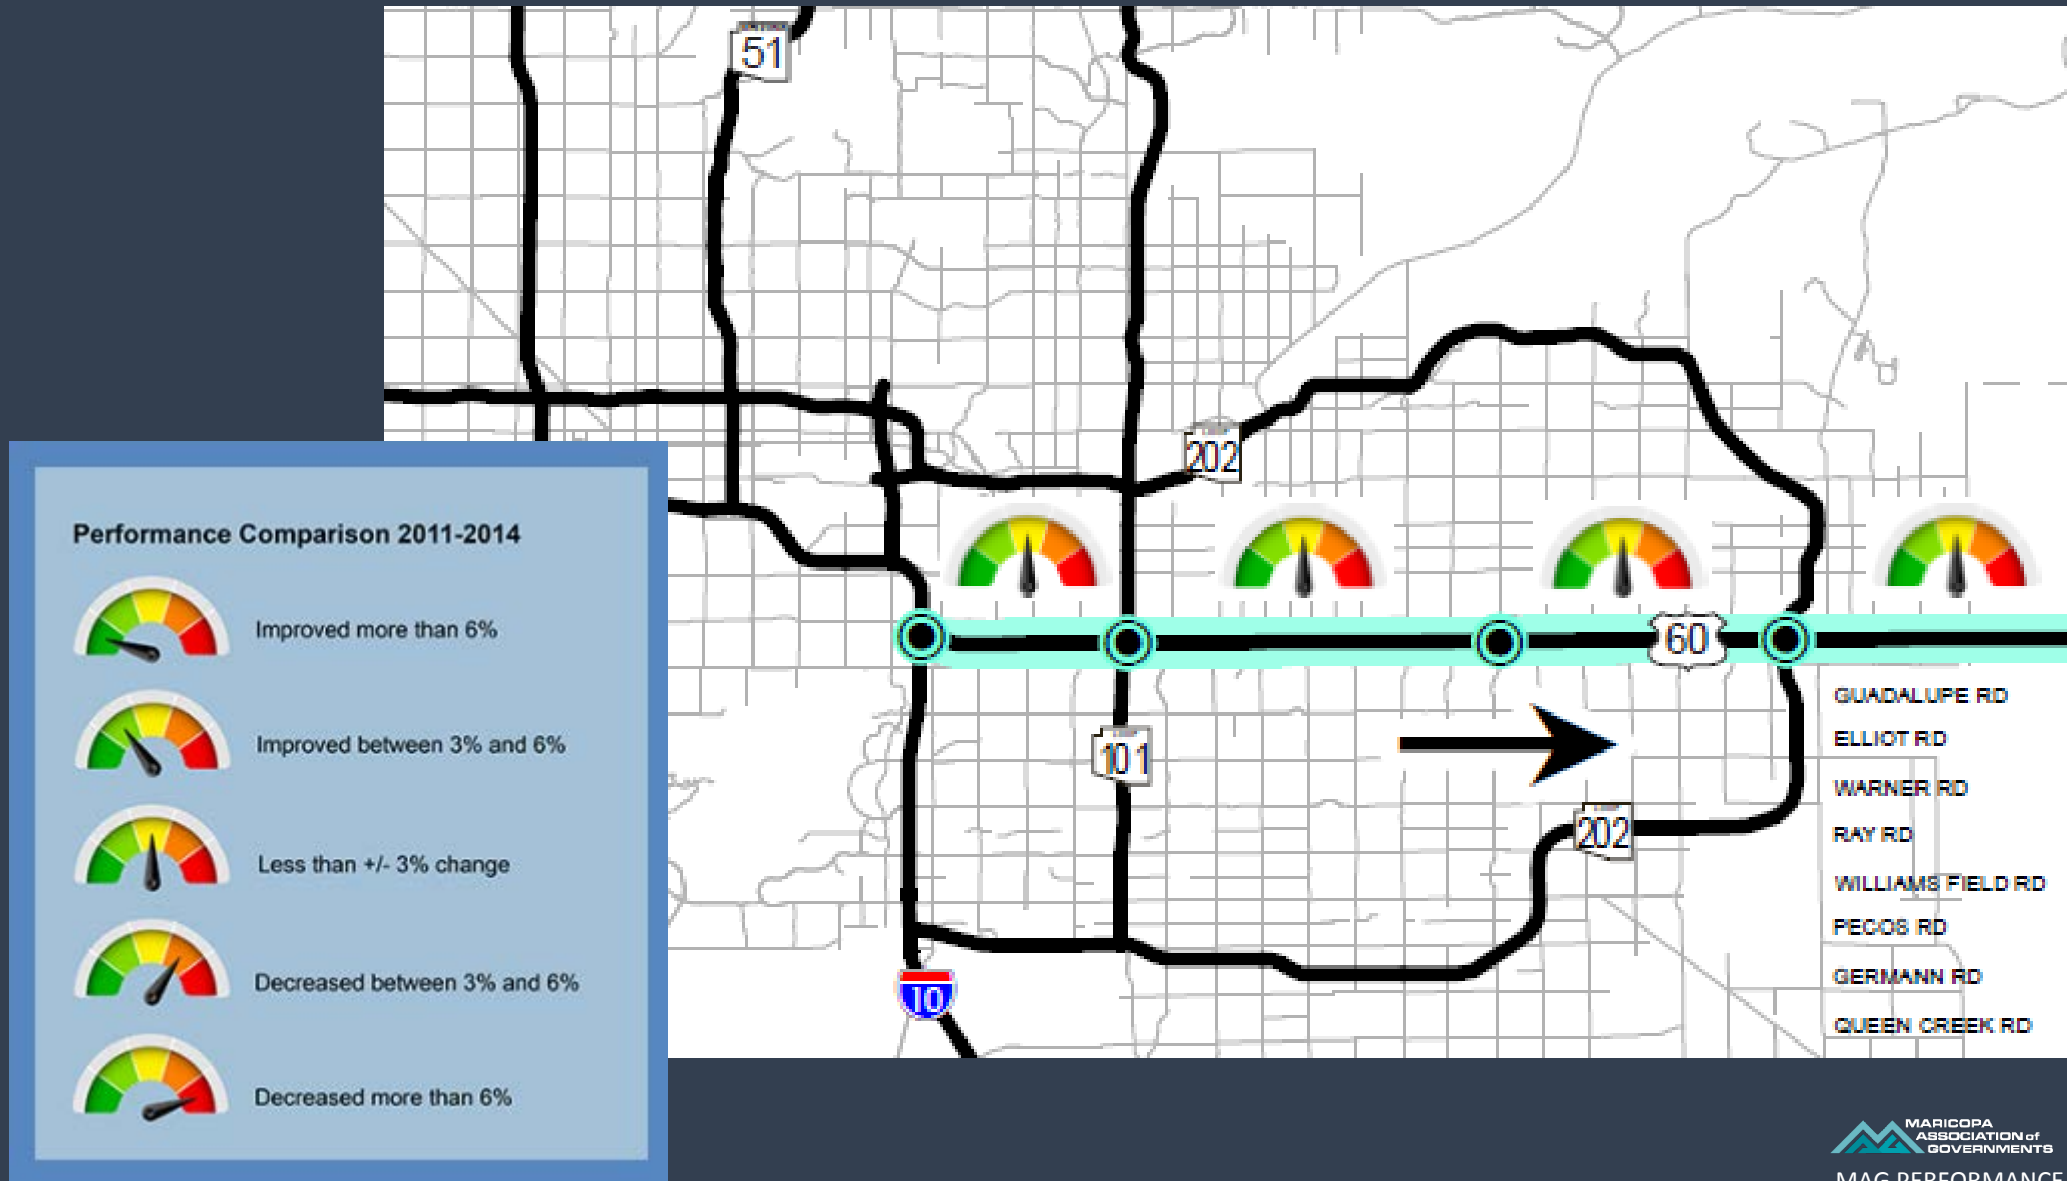 51
202
Performance Comparison 2011-2014
Improved more than 6%
Improved between 3% and 6%
Less than +/- 3% change
Decreased between 3% and 6%
Decreased more than 6%
60
101
202
10
GUADALUPE RD
ELLIOT RD
WARNER RD
RAY RD
WILLIAMS FIELD RD
PECOS RD
GERMANN RD
QUEEN CREEK RD
MARICOPA
ASSOCIATION of
GOVERNMENTS
MAG PERFORMANCE